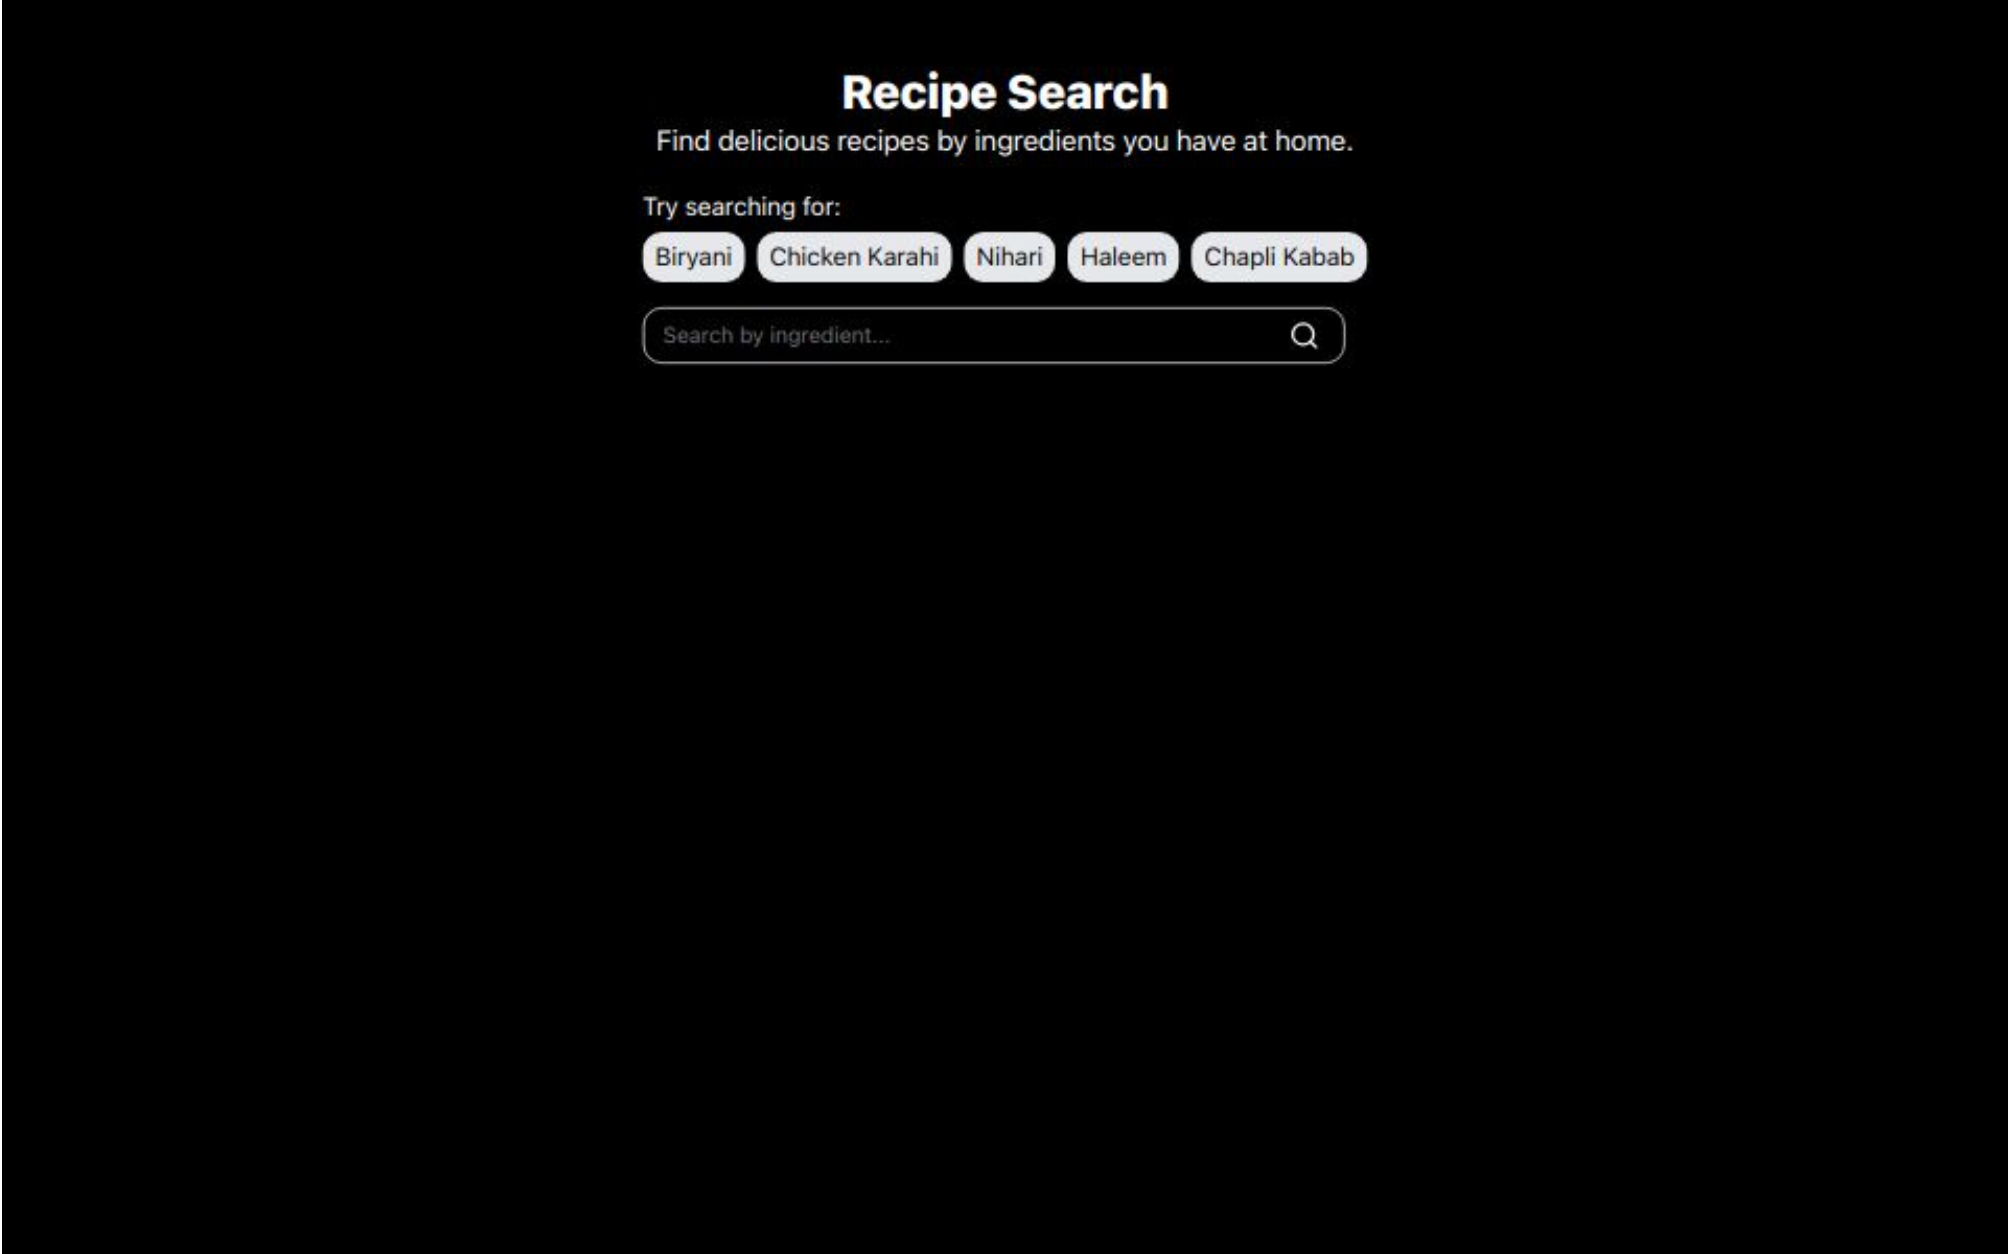 Recipe Search
Find delicious recipes by ingredients you have at home.
Try searching for:
Biryani Chicken Karahi Nihari Haleem Chapli Kabab
Search by ingredient...